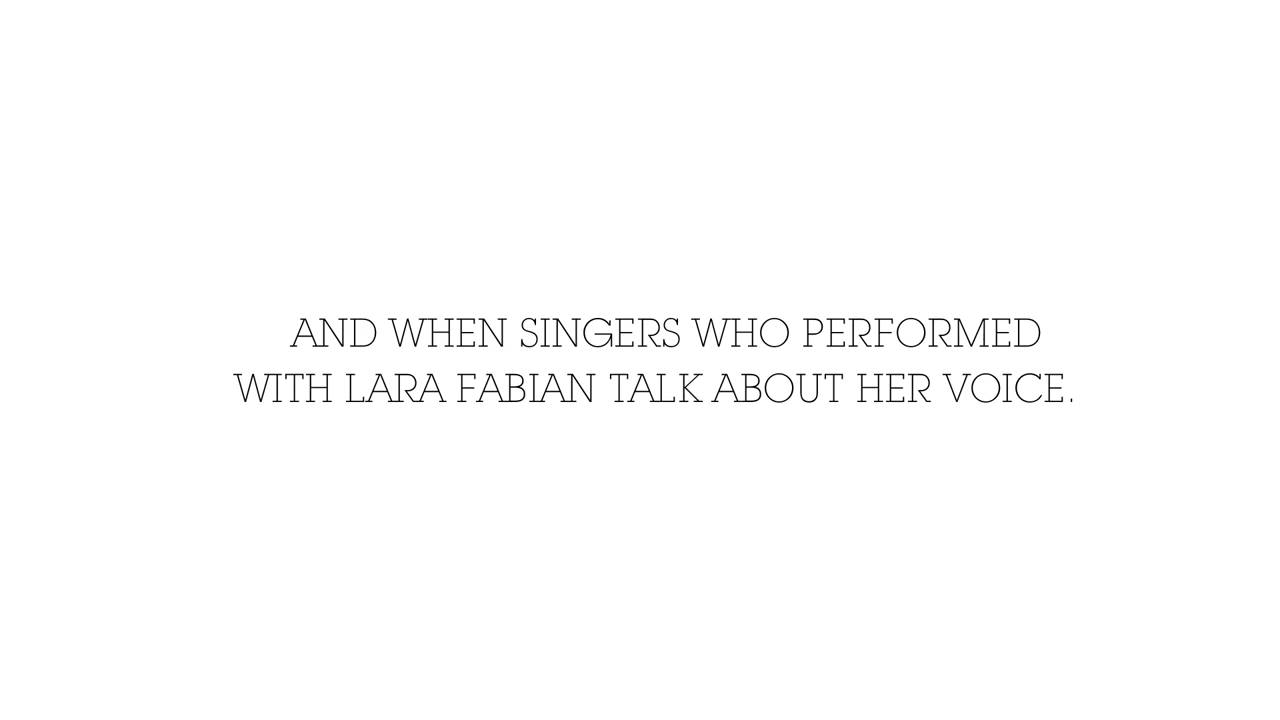 AND WHEN SINGERS WHO PERFORMED
WITH LARA FABIAN TALK ABOUT HER VOICE.